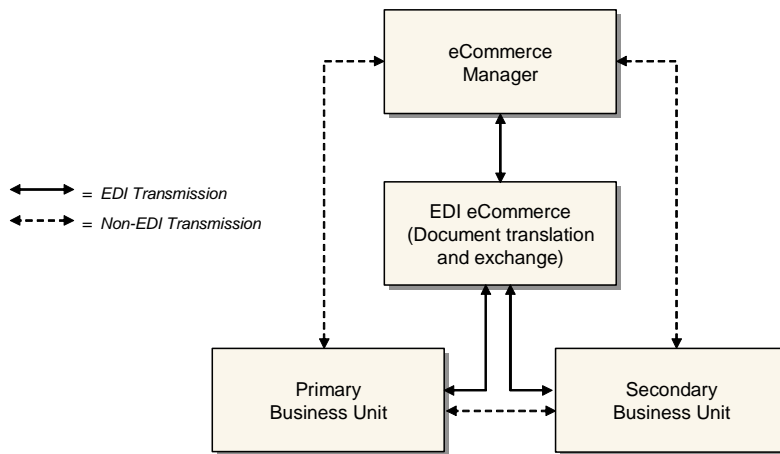 eCommerce
Manager
= EDI Transmission
= Non-EDI Transmission
EDI eCommerce
(Document translation
and exchange)
Primary
Business Unit
Secondary
Business Unit